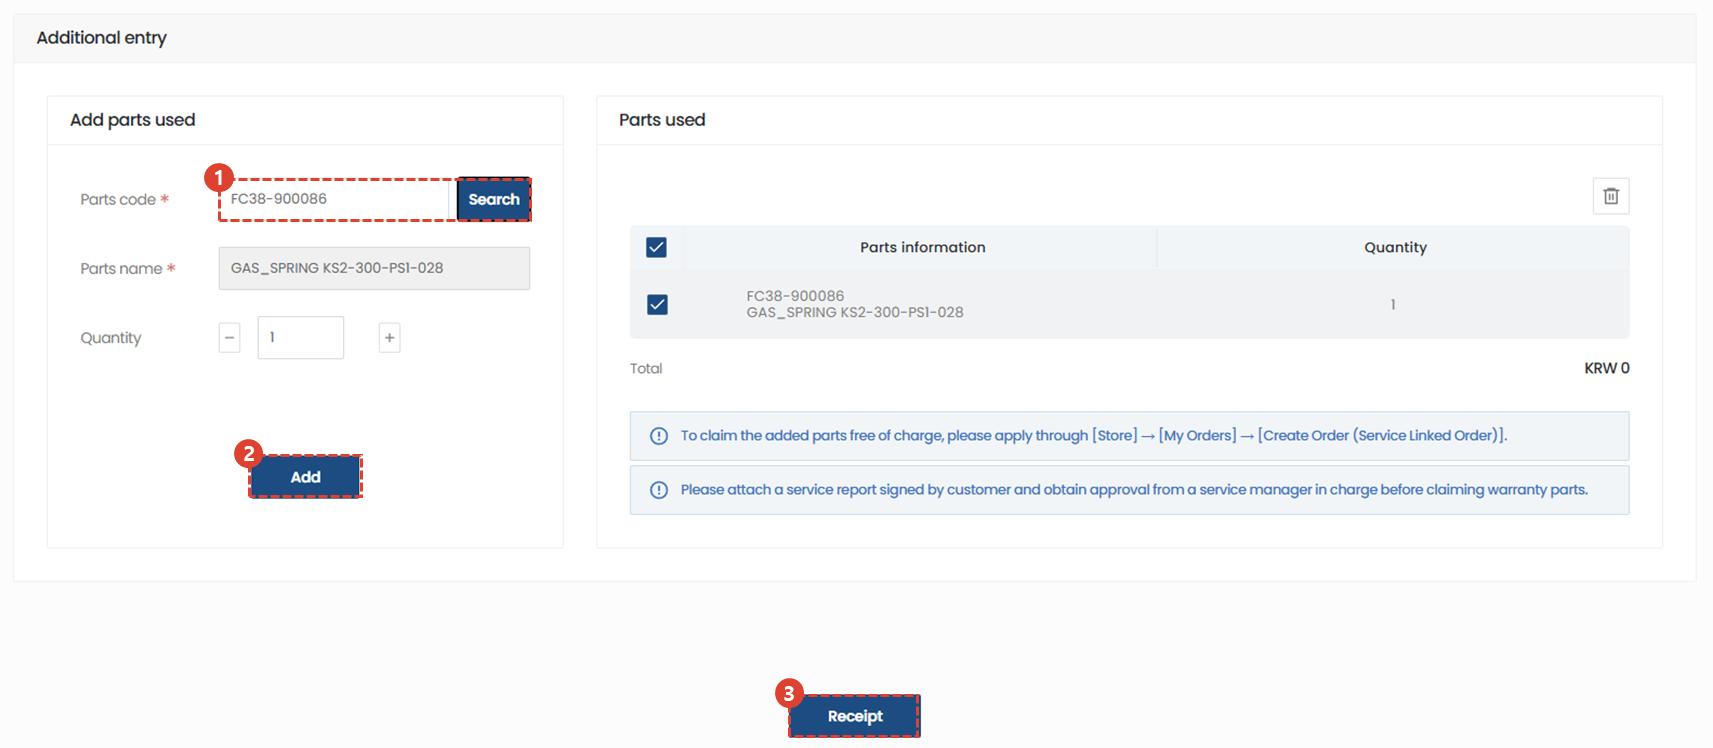 Additional entry
Add parts used
1
Parts code * FC38-900086 Search
Parts name * GAS_SPRING KS2-300-PS1-028
Quantity − 1 +
2
Add
Parts used
Parts information Quantity
FC38-900086
GAS_SPRING KS2-300-PS1-028
1
Total KRW 0
To claim the added parts free of charge, please apply through [Store] → [My Orders] → [Create Order (Service Linked Order)].
Please attach a service report signed by customer and obtain approval from a service manager in charge before claiming warranty parts.
3
Receipt